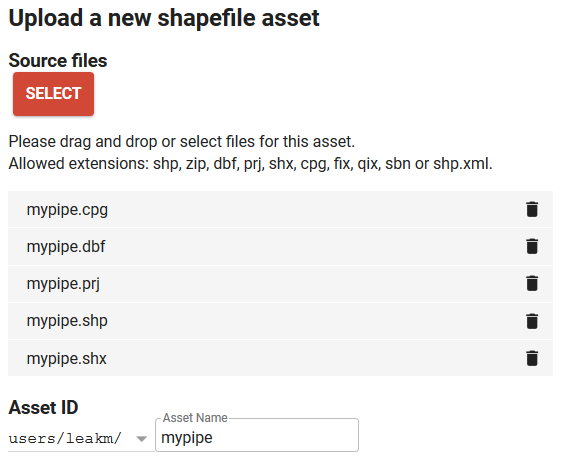 Upload a new shapefile asset
Source files
SELECT
Please drag and drop or select files for this asset.
Allowed extensions: shp, zip, dbf, prj, shx, cpg, fix, qix, sbn or shp.xml.
mypipe.cpg
mypipe.dbf
mypipe.prj
mypipe.shp
mypipe.shx
Asset ID
Asset Name
users/leakm/ mypipe